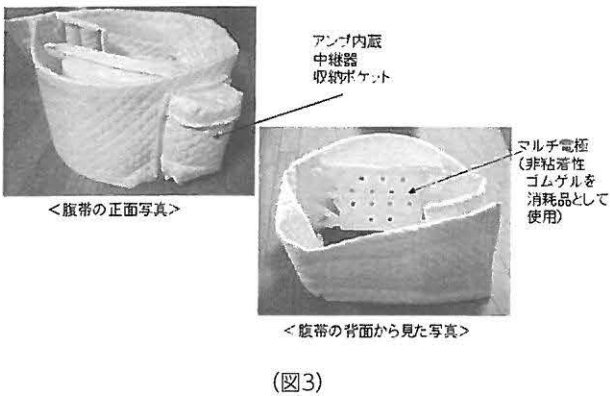 アンプ内蔵
中継器
収納ポケット
<腹帯の正面写真>
マルチ電極
(非粘着性
ゴムゲルを
消耗品として
使用)
<腹帯の背面から見た写真>
(図3)